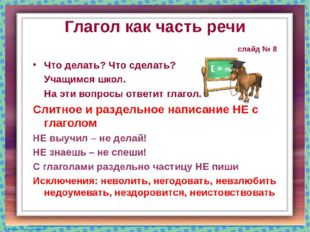 Глагол как часть речи
слайд № 8
• Что делать? Что сделать?
Учащимся школ.
На эти вопросы ответит глагол.
Слитное и раздельное написание НЕ с
глаголом
НЕ выучил – не делай!
НЕ знаешь – не спеши!
С глаголами раздельно частицу НЕ пиши
Исключения: неволить, негодовать, невзлюбить
недоумевать, нездоровится, неистовствовать